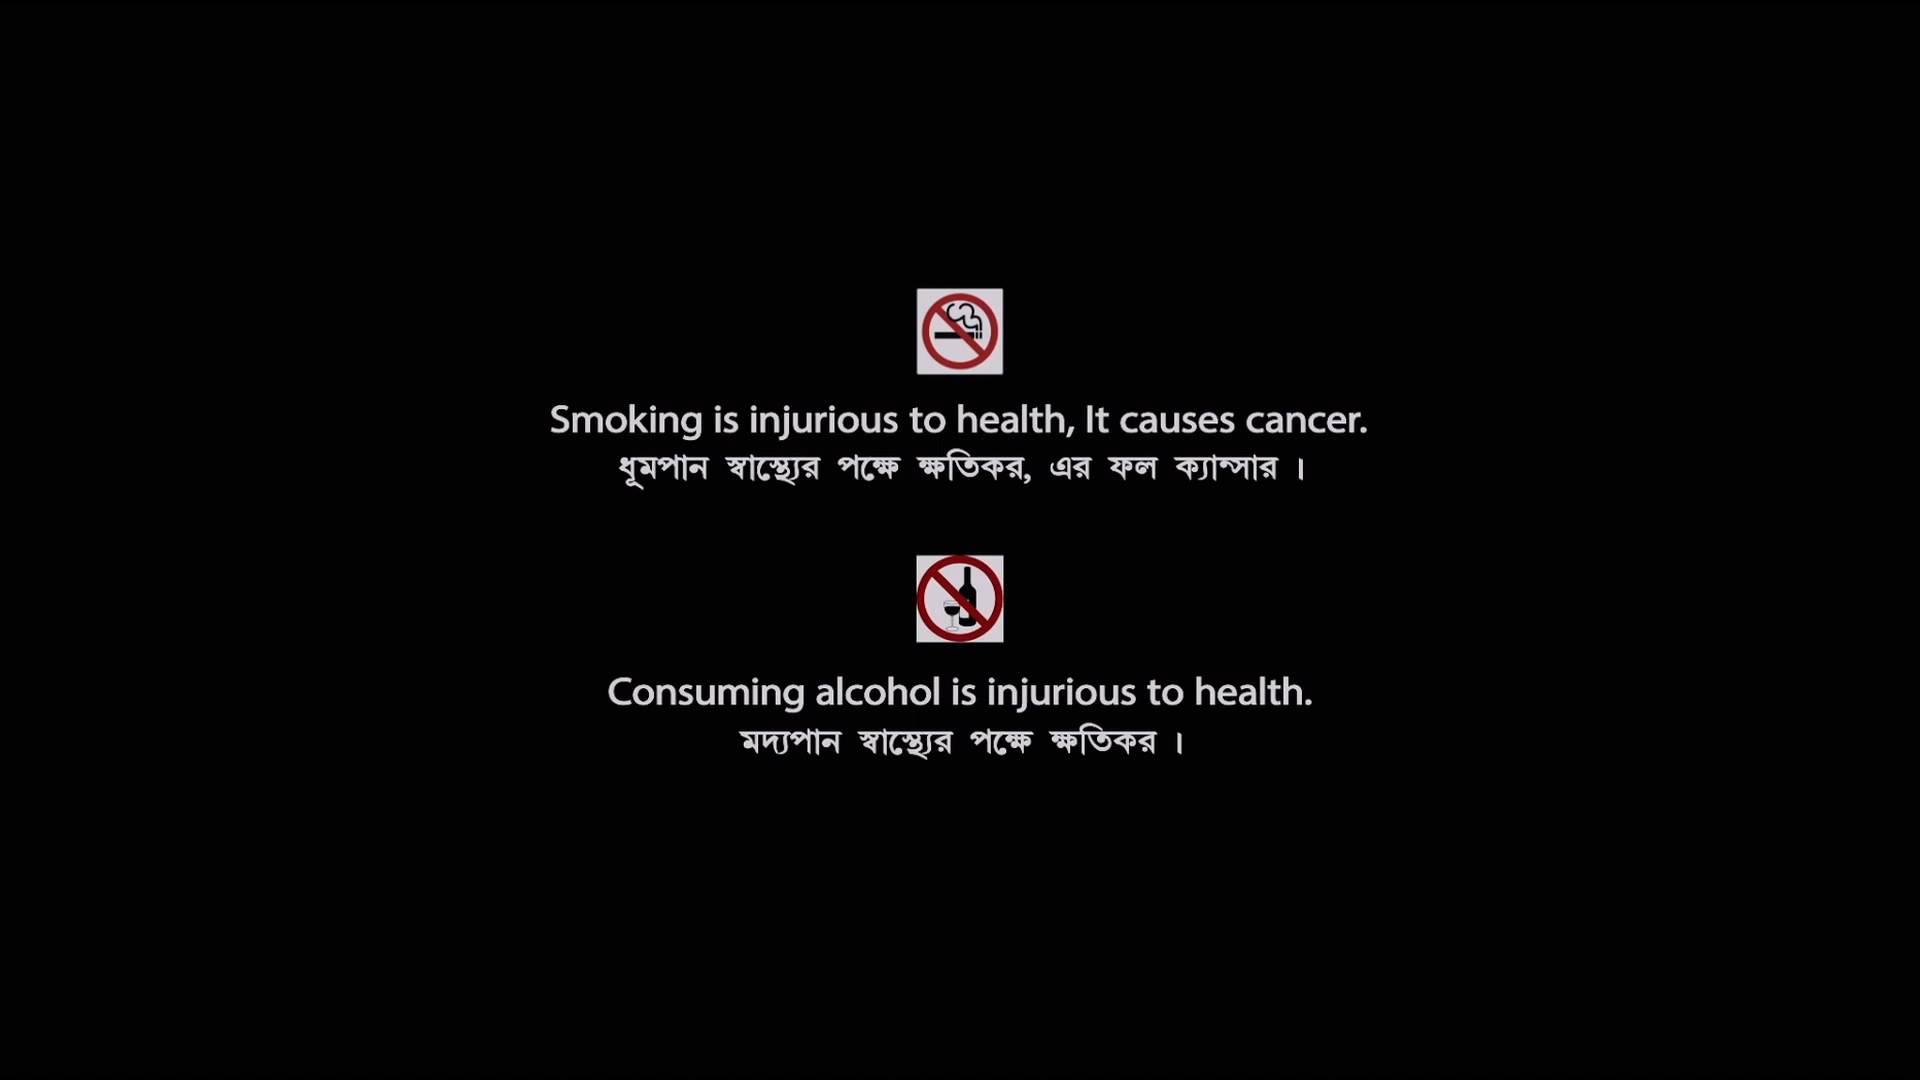 Smoking is injurious to health, It causes cancer.
ধূমপান স্বাস্থ্যের পক্ষে ক্ষতিকর, এর ফল ক্যান্সার ।
Consuming alcohol is injurious to health.
মদ্যপান স্বাস্থ্যের পক্ষে ক্ষতিকর ।